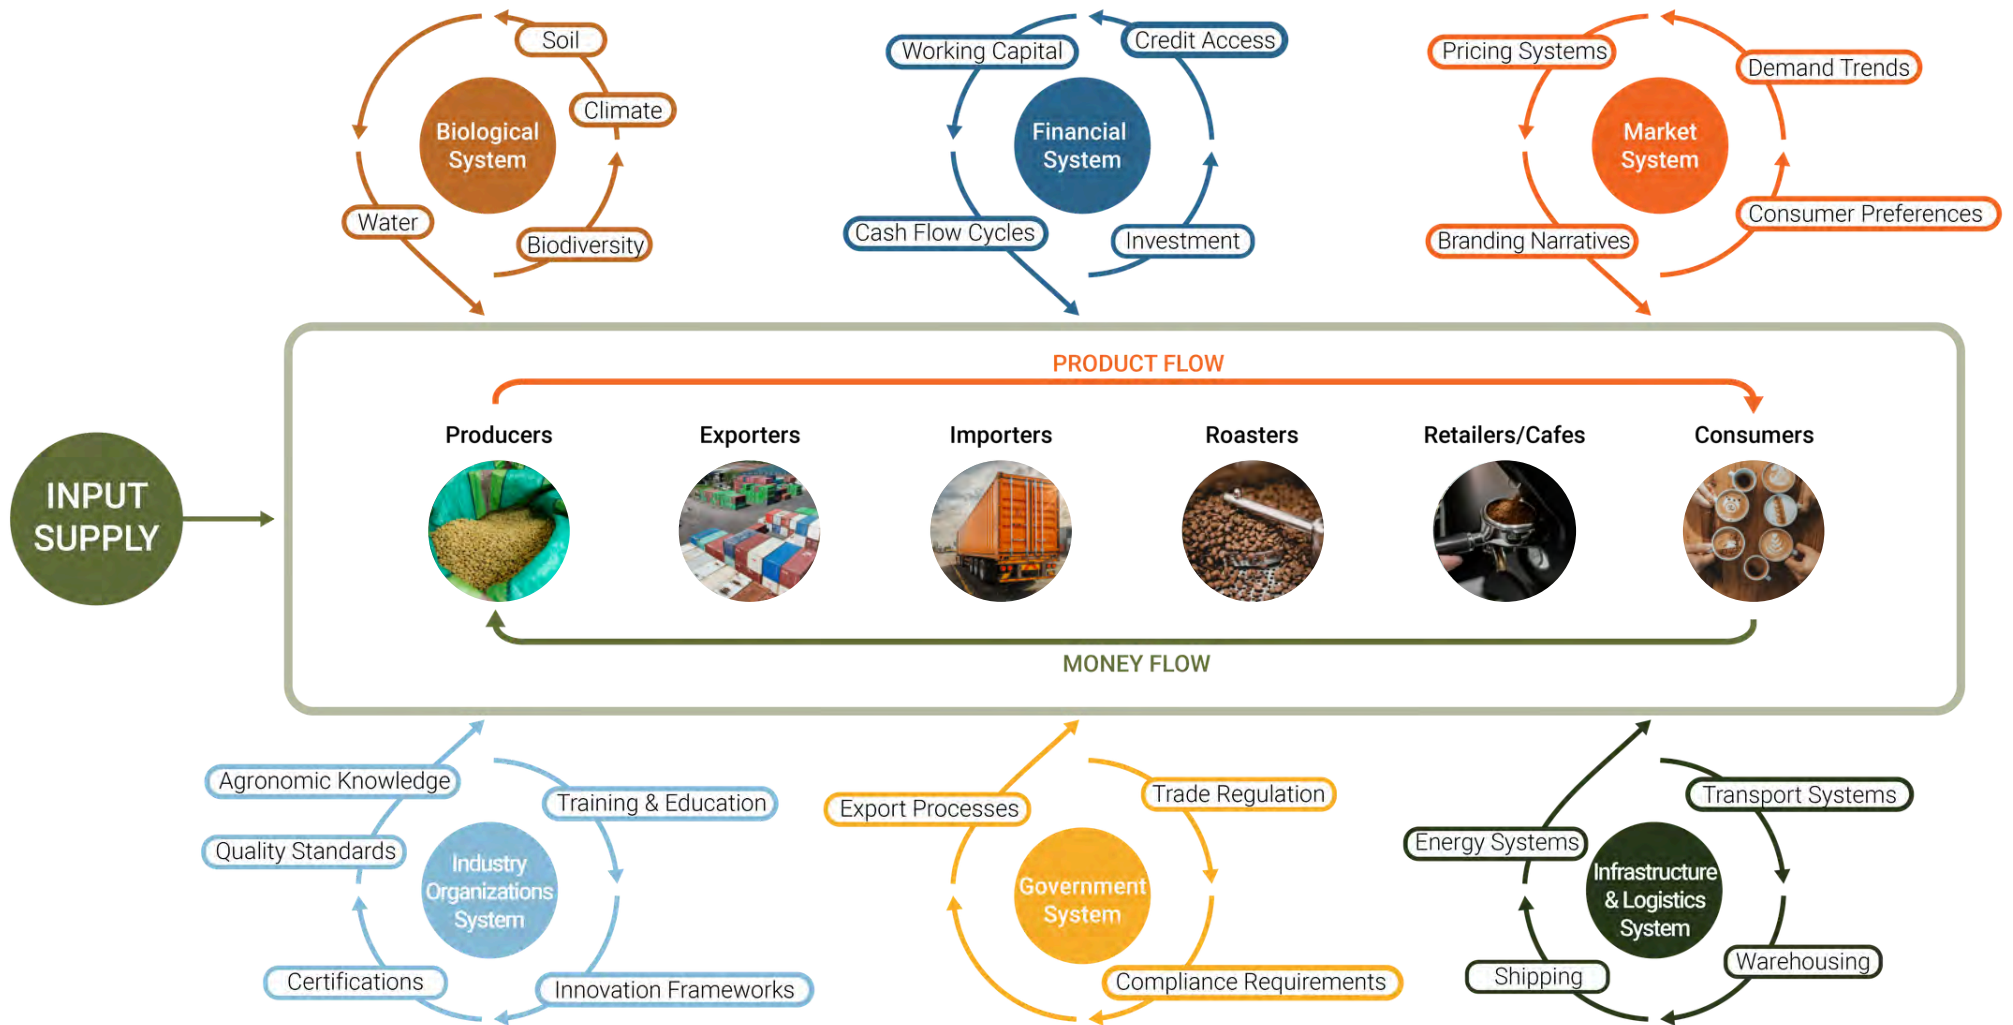 Soil
Climate
Biological
System
Water
Biodiversity
Working Capital
Credit Access
Financial
System
Cash Flow Cycles
Investment
Pricing Systems
Demand Trends
Market
System
Consumer Preferences
Branding Narratives
PRODUCT FLOW
Producers
Exporters
Importers
Roasters
Retailers/Cafes
Consumers
INPUT
SUPPLY
MONEY FLOW
Agronomic Knowledge
Training & Education
Quality Standards
Industry
Organizations
System
Certifications
Innovation Frameworks
Export Processes
Trade Regulation
Government
System
Compliance Requirements
Transport Systems
Energy Systems
Infrastructure
& Logistics
System
Warehousing
Shipping